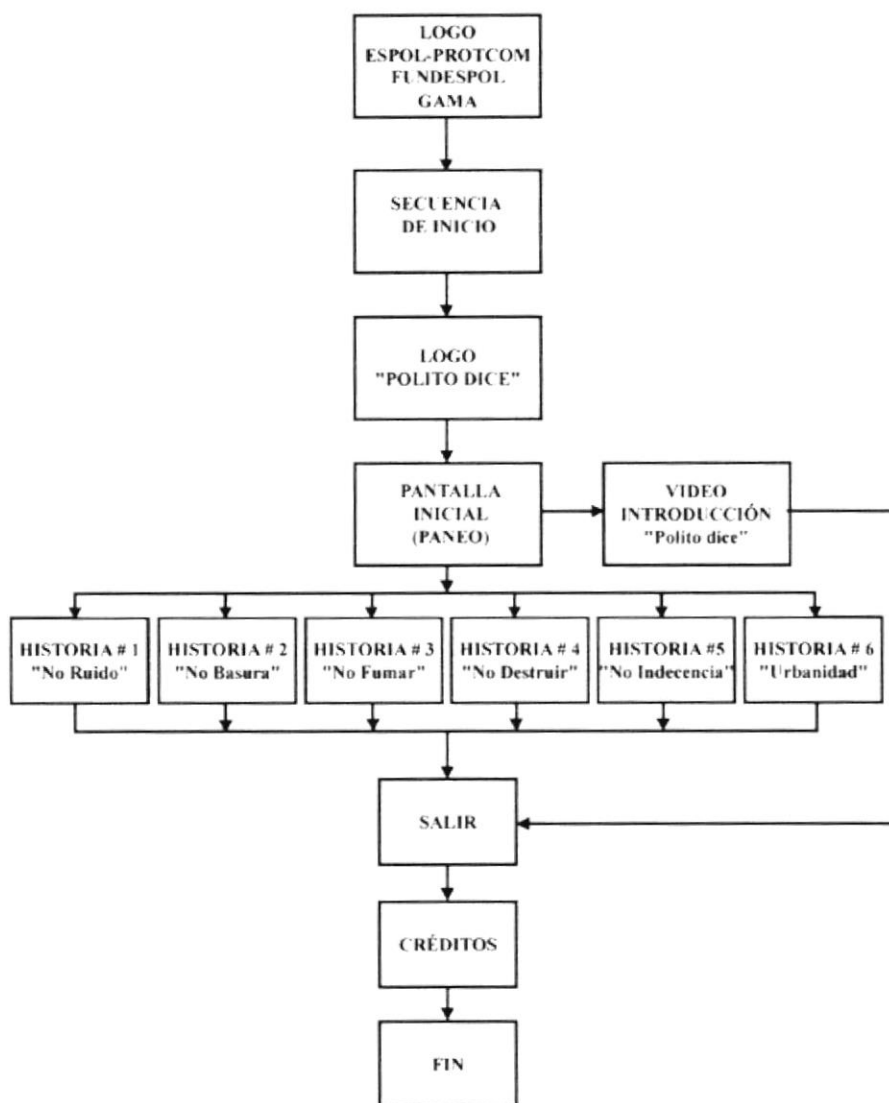 LOGO
ESPOL-PROTCOM
FUNDESPOL
GAMA
SECUENCIA
DE INICIO
LOGO
"POLITO DICE"
PANTALLA
INICIAL
(PANEO)
VIDEO
INTRODUCCIÓN
"Polito dice"
HISTORIA # 1
"No Ruido"
HISTORIA # 2
"No Basura"
HISTORIA # 3
"No Fumar"
HISTORIA # 4
"No Destruir"
HISTORIA #5
"No Indecencia"
HISTORIA # 6
"Urbanidad"
SALIR
CRÉDITOS
FIN